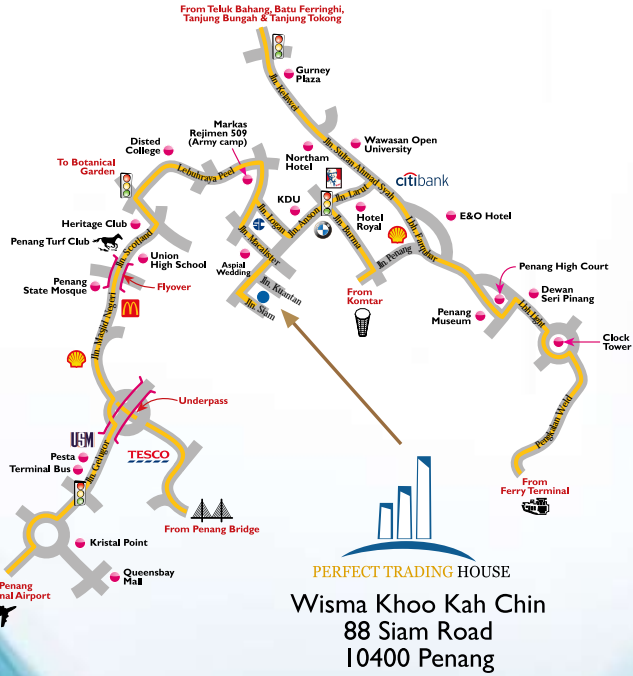 From Teluk Bahang, Batu Ferringhi,
Tanjung Bungah & Tanjung Tokong
Jln. Kelawei
Gurney
Plaza
Markas
Rejimen 509
(Army camp)
Disted
College
Lebuhraya Peel
To Botanical
Garden
Northam
Hotel
Jln. Sultan Ahmad Syah
Wawasan Open
University
citibank
KDU
Jln. Larut
Jln. Anson
Jln. Logan
Jln. Macalister
Hotel
Royal
Jln. Burma
Lbh. Farquhar
E&O Hotel
Heritage Club
Penang Turf Club
Jln. Scotland
Union
High School
Aspial
Wedding
Jln. Kuantan
Jln. Siam
Jln. Penang
From
Komtar
Penang High Court
Dewan
Seri Pinang
Penang
Museum
Lbh. Light
Clock
Tower
Penang
State Mosque
Flyover
Jln. Masjid Negeri
Underpass
USM
Pesta
Terminal Bus
Jln. Gelugor
TESCO
Pengkalan Weld
From
Ferry Terminal
From Penang Bridge
Kristal Point
Queensbay
Mall
Penang
nal Airport
PERFECT TRADING HOUSE
Wisma Khoo Kah Chin
88 Siam Road
10400 Penang